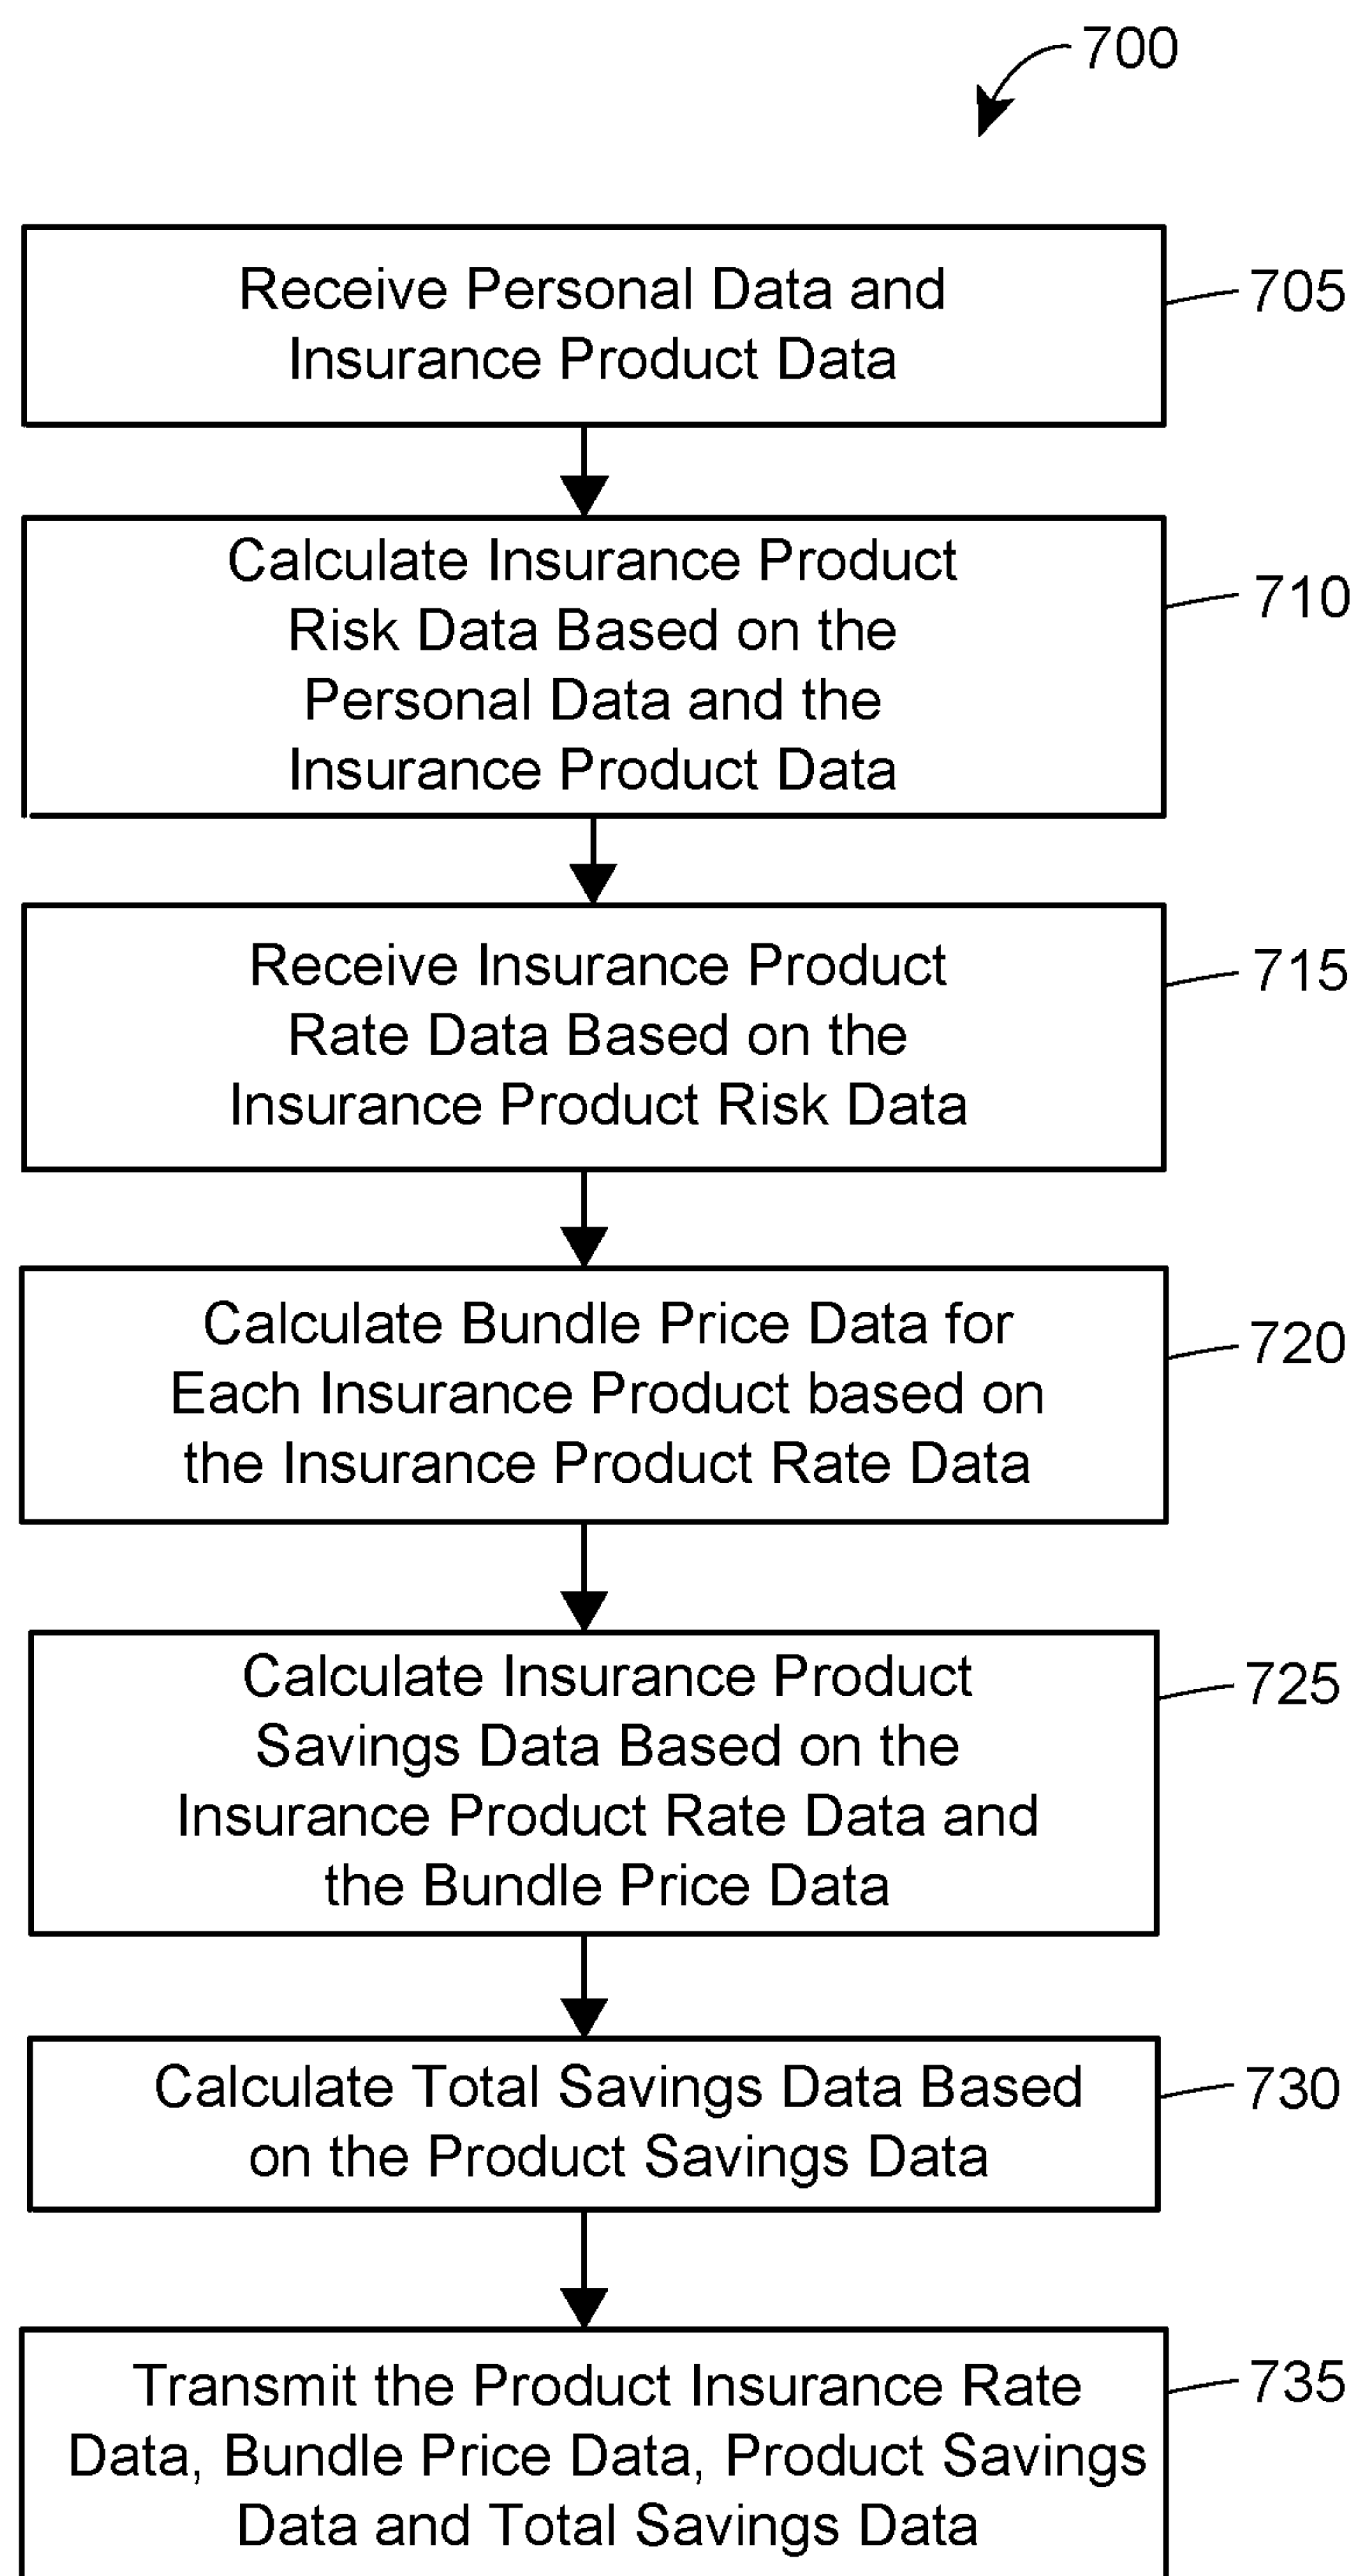 700
Receive Personal Data and
Insurance Product Data
705
Calculate Insurance Product
Risk Data Based on the
Personal Data and the
Insurance Product Data
710
Receive Insurance Product
Rate Data Based on the
Insurance Product Risk Data
715
Calculate Bundle Price Data for
Each Insurance Product based on
the Insurance Product Rate Data
720
Calculate Insurance Product
Savings Data Based on the
Insurance Product Rate Data and
the Bundle Price Data
725
Calculate Total Savings Data Based
on the Product Savings Data
730
Transmit the Product Insurance Rate
Data, Bundle Price Data, Product Savings
Data and Total Savings Data
735